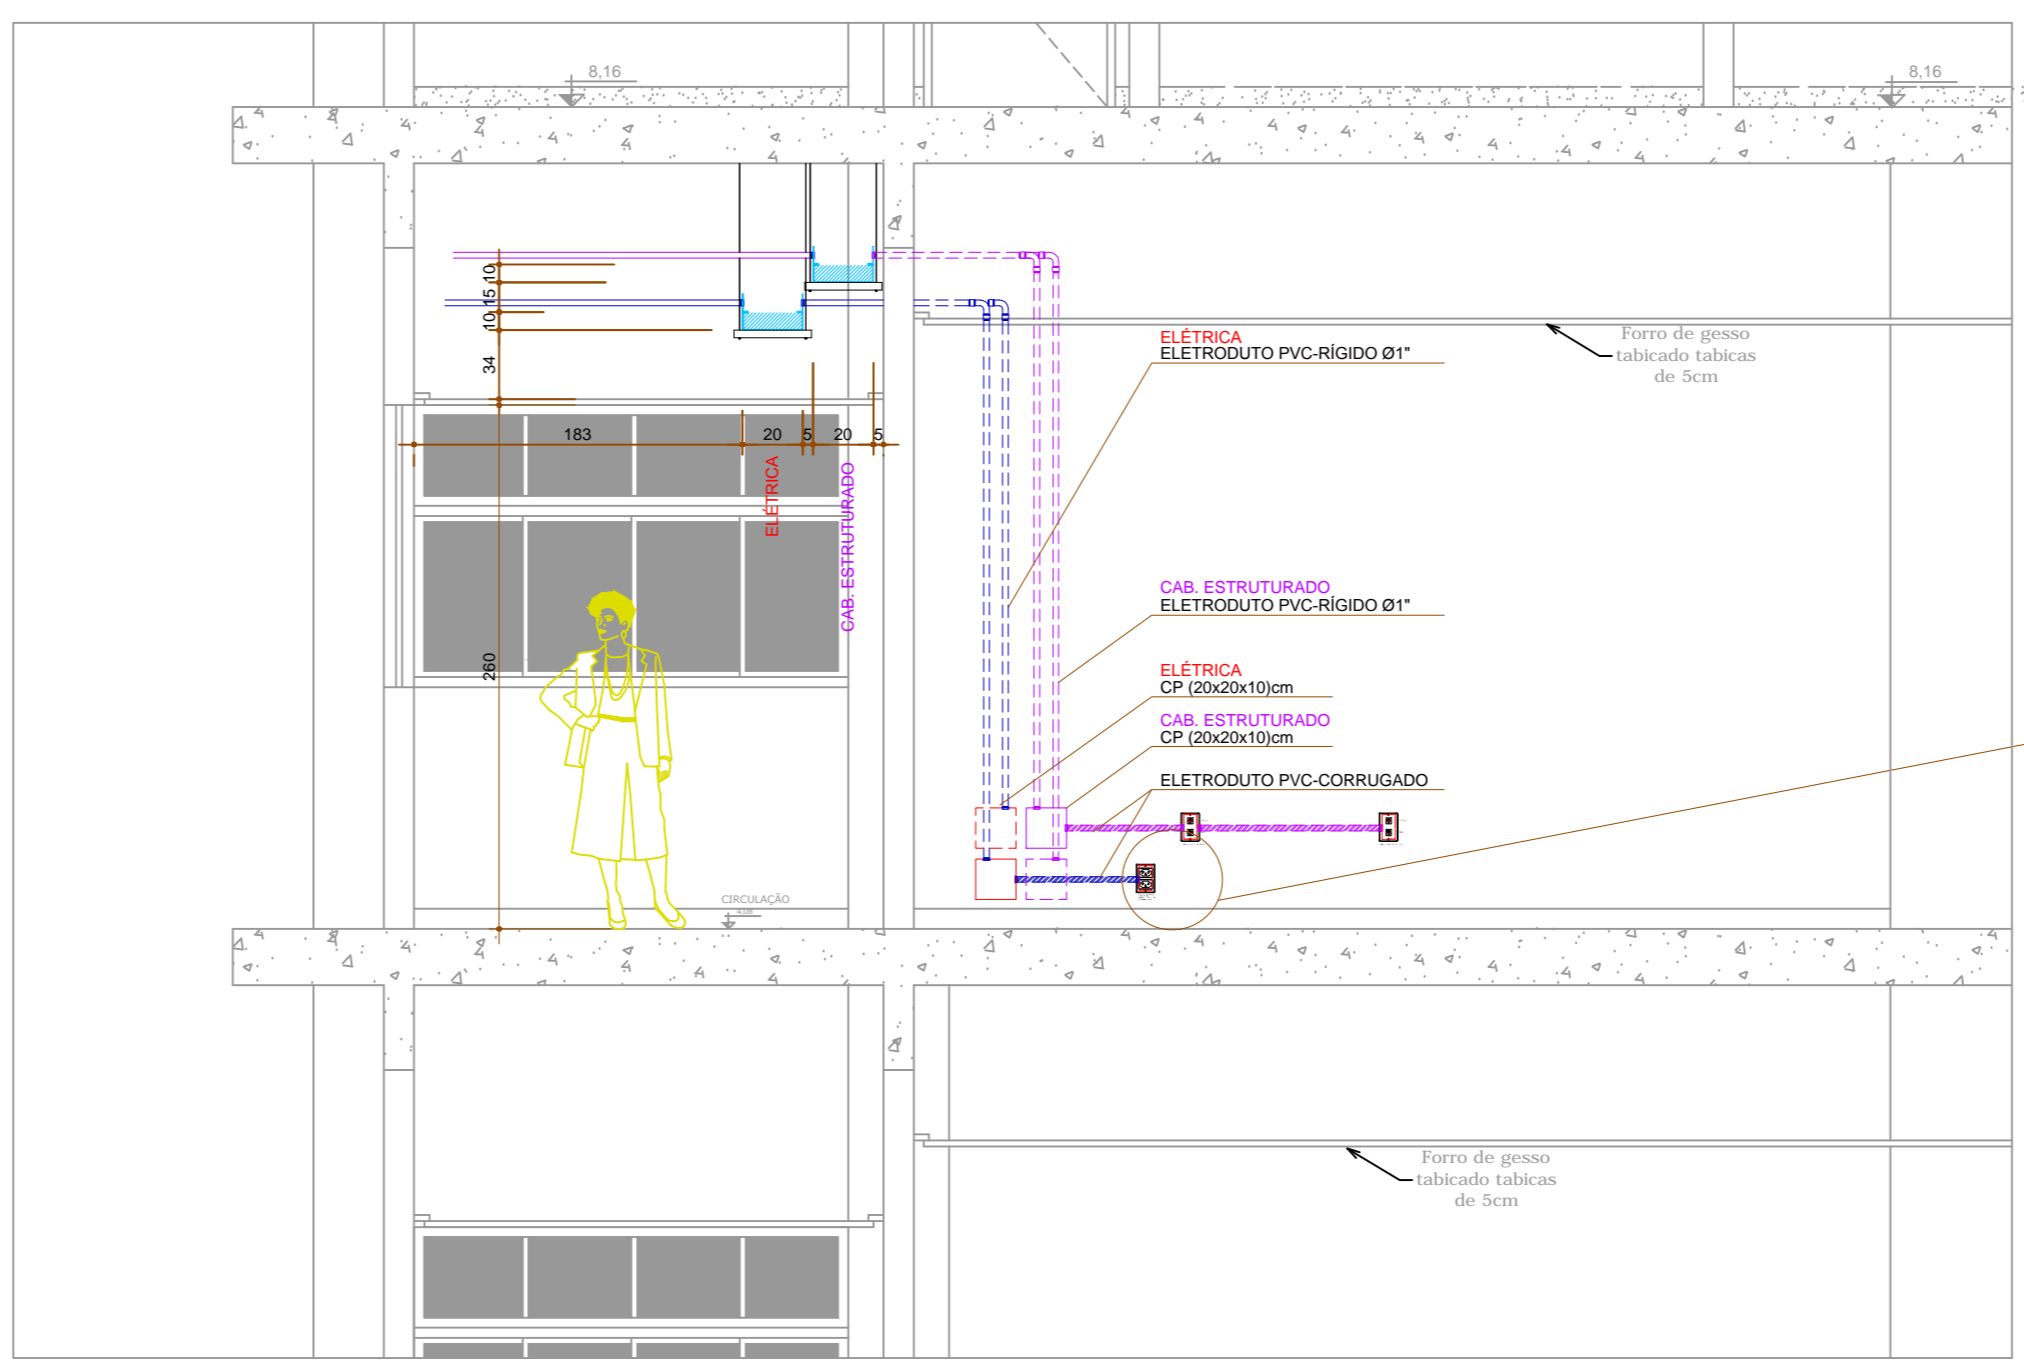 8,16
8,16
10
15
10
34
ELÉTRICA
ELETRODUTO PVC-RÍGIDO Ø1"
Forro de gesso
tabicado tabicas
de 5cm
183
20
5
20
5
ELÉTRICA
CAB. ESTRUTURADO
260
CAB. ESTRUTURADO
ELETRODUTO PVC-RÍGIDO Ø1"
ELÉTRICA
CP (20x20x10)cm
CAB. ESTRUTURADO
CP (20x20x10)cm
ELETRODUTO PVC-CORRUGADO
CIRCULAÇÃO
4,08
Forro de gesso
tabicado tabicas
de 5cm